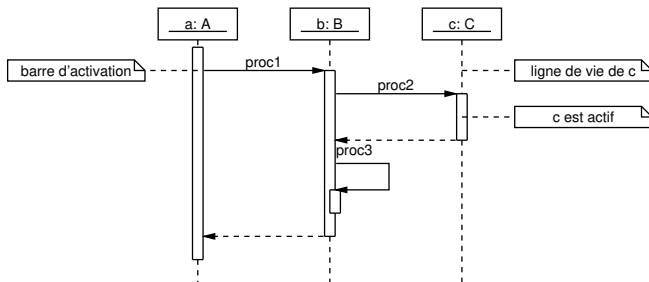 a: A
b: B
c: C
barre d'activation
proc1
ligne de vie de c
proc2
c est actif
proc3